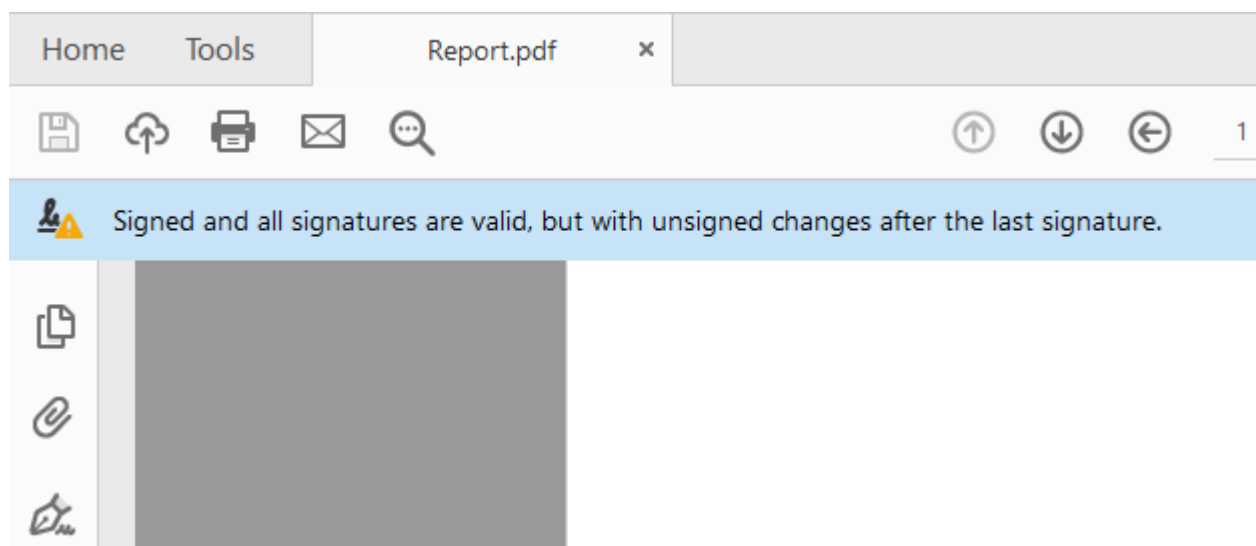 Home Tools Report.pdf ×
1
Signed and all signatures are valid, but with unsigned changes after the last signature.